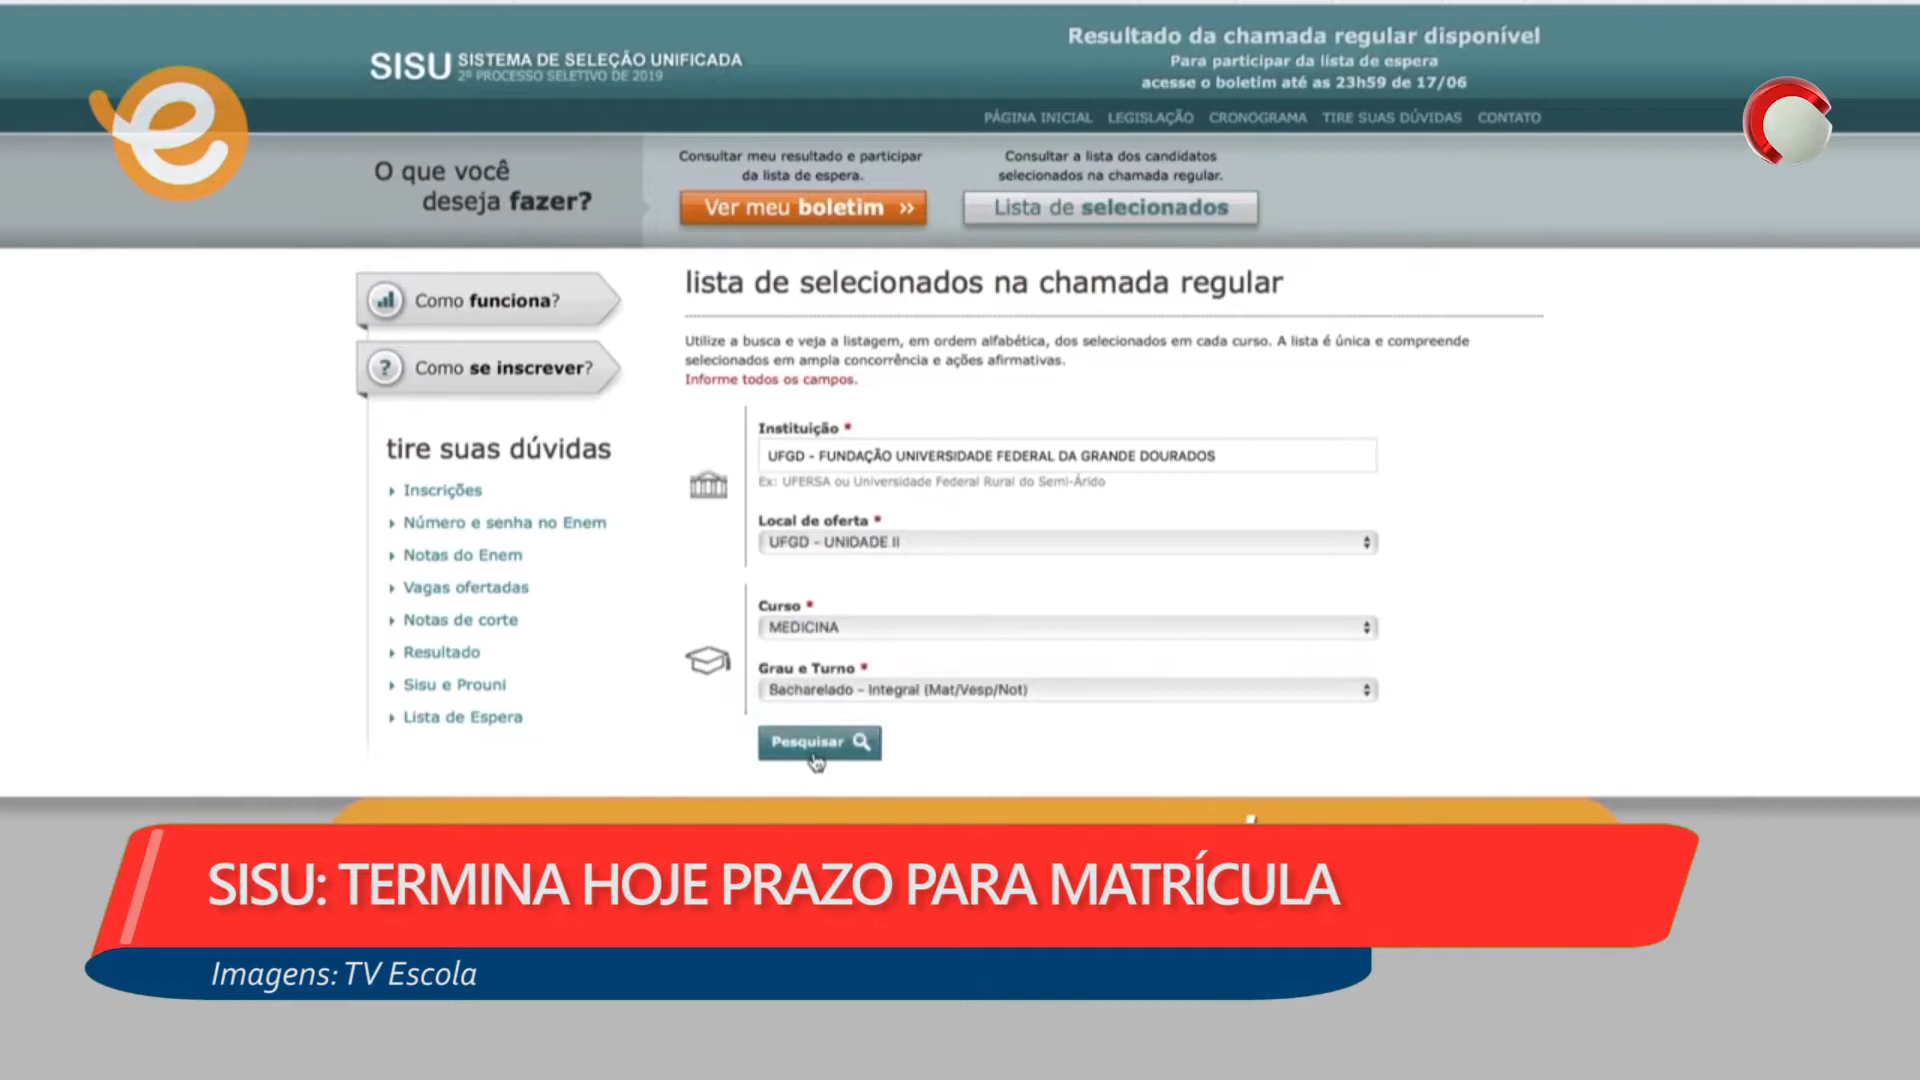 SISU SISTEMA DE SELEÇÃO UNIFICADA
2º PROCESSO SELETIVO DE 2019
Resultado da chamada regular disponível
Para participar da lista de espera
acesse o boletim até as 23h59 de 17/06
PÁGINA INICIAL LEGISLAÇÃO CRONOGRAMA TIRE SUAS DÚVIDAS CONTATO
e
O que você
deseja fazer?
Consultar meu resultado e participar
da lista de espera.
Ver meu boletim »
Consultar a lista dos candidatos
selecionados na chamada regular.
Lista de selecionados
Como funciona?
? Como se inscrever?
tire suas dúvidas
Inscrições
Número e senha no Enem
Notas do Enem
Vagas ofertadas
Notas de corte
Resultado
Sisu e Prouni
Lista de Espera
lista de selecionados na chamada regular
Utilize a busca e veja a listagem, em ordem alfabética, dos selecionados em cada curso. A lista é única e compreende
selecionados em ampla concorrência e ações afirmativas.
Informe todos os campos.
Instituição *
UFGD - FUNDAÇÃO UNIVERSIDADE FEDERAL DA GRANDE DOURADOS
Ex: UFERSA ou Universidade Federal Rural do Semi-Árido
Local de oferta *
UFGD - UNIDADE II
Curso *
MEDICINA
Grau e Turno *
Bacharelado - Integral (Mat/Vesp/Not)
Pesquisar
SISU: TERMINA HOJE PRAZO PARA MATRÍCULA
Imagens: TV Escola